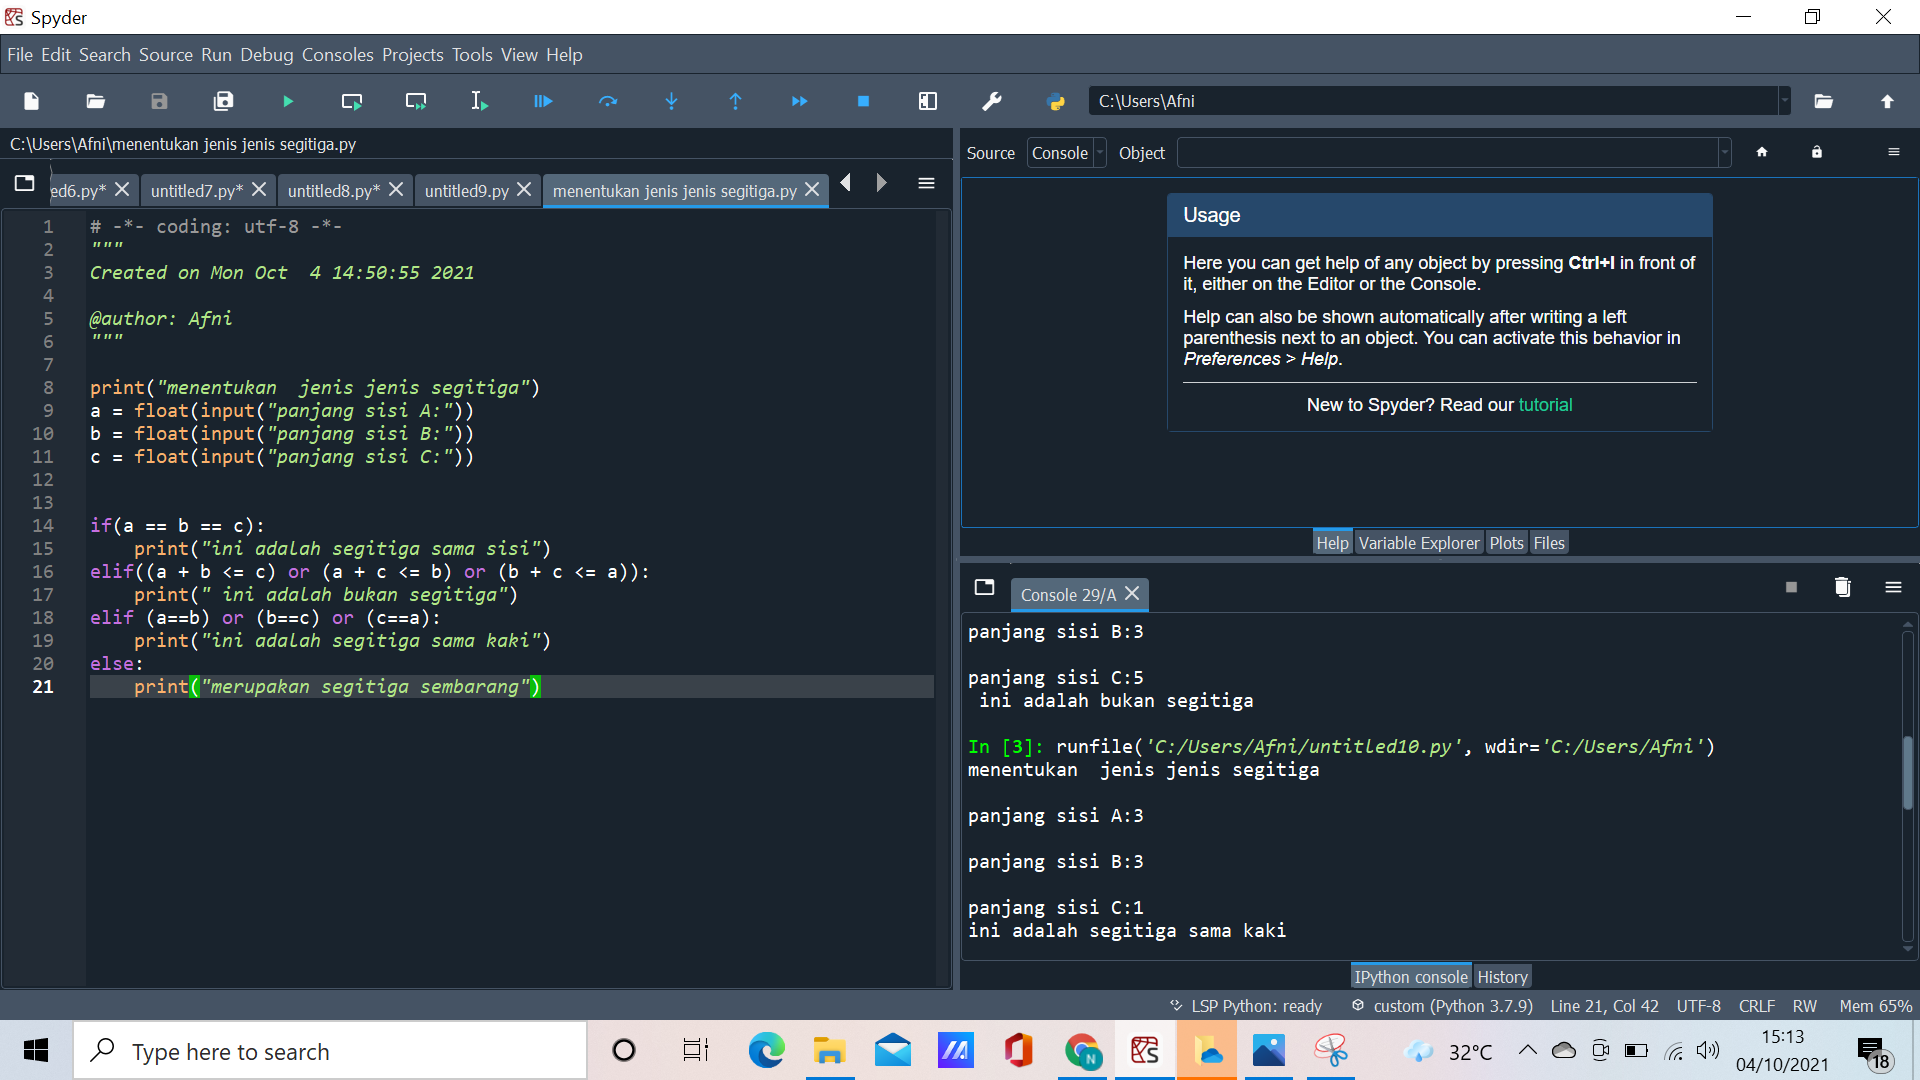 Spyder
File Edit Search Source Run Debug Consoles Projects Tools View Help
C:\Users\Afni
C:\Users\Afni\menentukan jenis jenis segitiga.py
ed6.py* untitled7.py* untitled8.py* untitled9.py menentukan jenis jenis segitiga.py
1 # -*- coding: utf-8 -*-
2 """
3 Created on Mon Oct  4 14:50:55 2021
4
5 @author: Afni
6 """
7
8 print("menentukan  jenis jenis segitiga")
9 a = float(input("panjang sisi A:"))
10 b = float(input("panjang sisi B:"))
11 c = float(input("panjang sisi C:"))
12
13
14 if(a == b == c):
15     print("ini adalah segitiga sama sisi")
16 elif((a + b <= c) or (a + c <= b) or (b + c <= a)):
17     print(" ini adalah bukan segitiga")
18 elif (a==b) or (b==c) or (c==a):
19     print("ini adalah segitiga sama kaki")
20 else:
21     print("merupakan segitiga sembarang")
Source Console Object
Usage
Here you can get help of any object by pressing Ctrl+I in front of
it, either on the Editor or the Console.
Help can also be shown automatically after writing a left
parenthesis next to an object. You can activate this behavior in
Preferences > Help.
New to Spyder? Read our tutorial
Help Variable Explorer Plots Files
Console 29/A
panjang sisi B:3
panjang sisi C:5
 ini adalah bukan segitiga
In [3]: runfile('C:/Users/Afni/untitled10.py', wdir='C:/Users/Afni')
menentukan  jenis jenis segitiga
panjang sisi A:3
panjang sisi B:3
panjang sisi C:1
ini adalah segitiga sama kaki
IPython console History
LSP Python: ready custom (Python 3.7.9) Line 21, Col 42 UTF-8 CRLF RW Mem 65%
Type here to search
N
32°C
15:13
04/10/2021
18